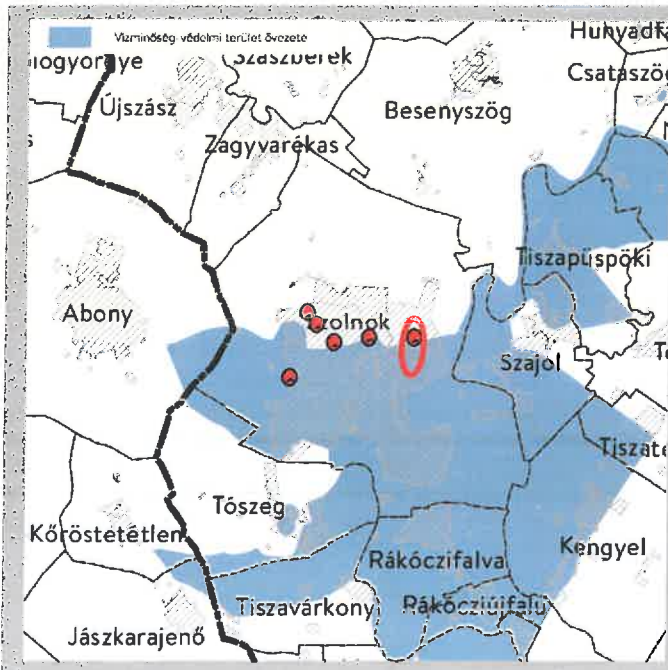 Vízminőség-védelmi terület övezete
Hunyadfa
Szászberek
Csataszög
Újszász
Besenyszög
Zagyvarékas
Tiszapüspöki
Abony
Szolnok
Szajol
Tószeg
Kőröstetétlen
Rákóczifalva
Kengyel
Tiszavárkony
Rákócziújfalu
Jászkarajenő